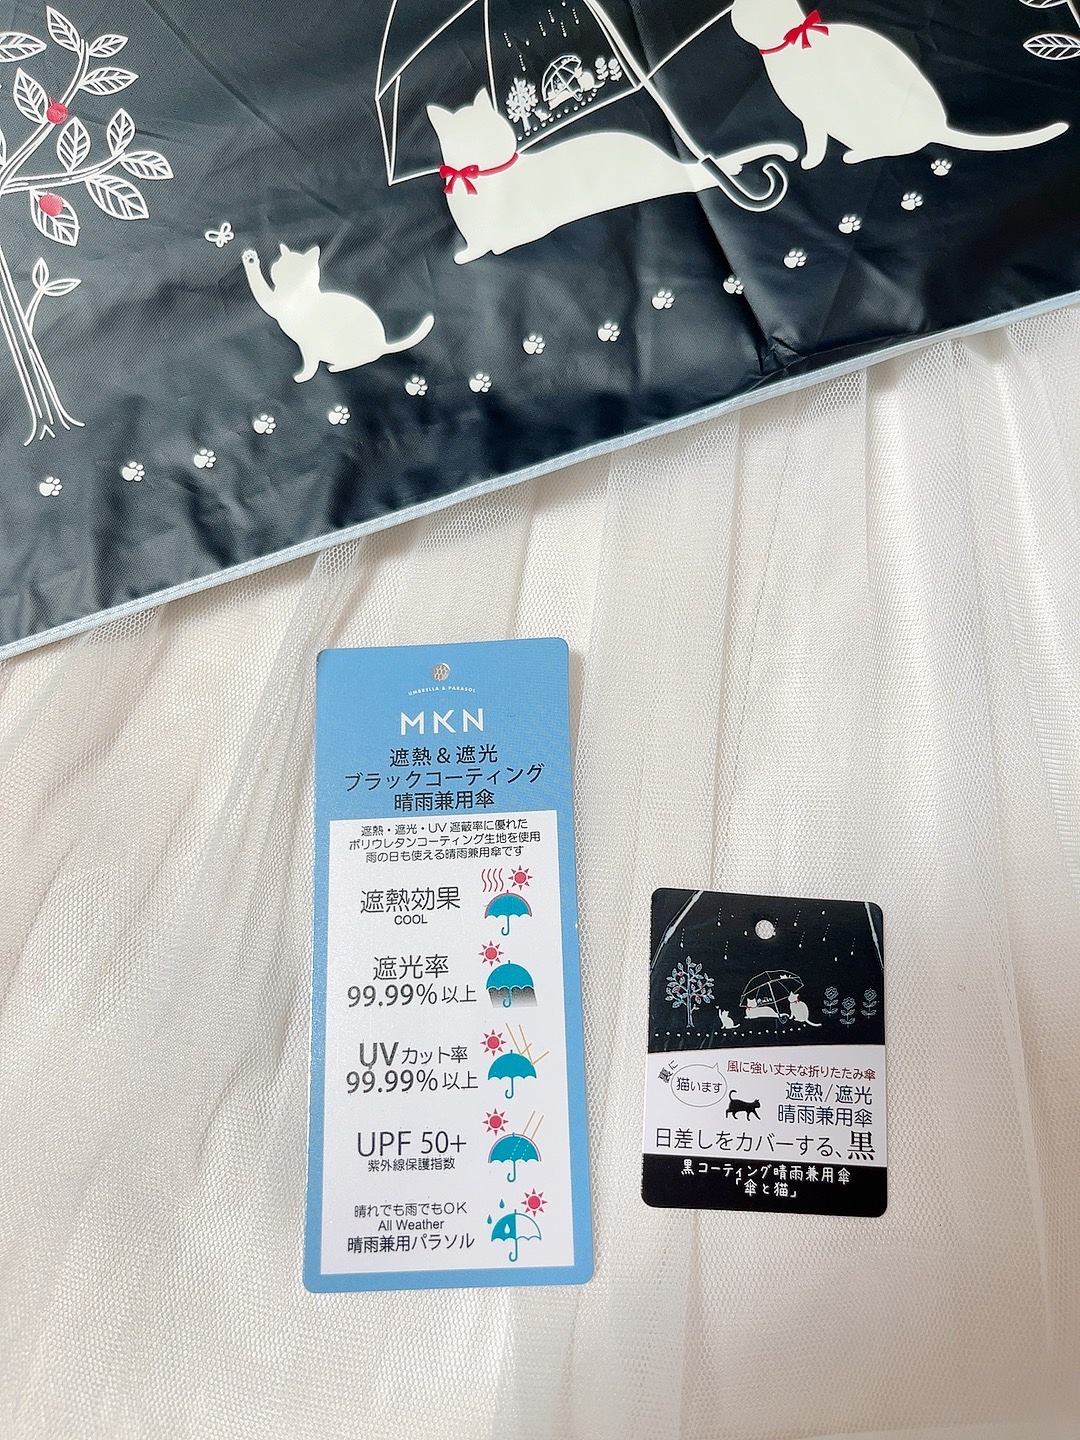 UMBRELLA & PARASOL
MKN
遮熱&遮光
ブラックコーティング
晴雨兼用傘
遮熱・遮光・UV遮蔽率に優れた
ポリウレタンコーティング生地を使用
雨の日も使える晴雨兼用傘です
遮熱効果
COOL
遮光率
99.99%以上
UVカット率
99.99%以上
UPF 50+
紫外線保護指数
晴れでも雨でもOK
All Weather
晴雨兼用パラソル
裏に
猫います
風に強い丈夫な折りたたみ傘
遮熱/遮光
晴雨兼用傘
日差しをカバーする、黒
黒コーティング晴雨兼用傘
「傘と猫」